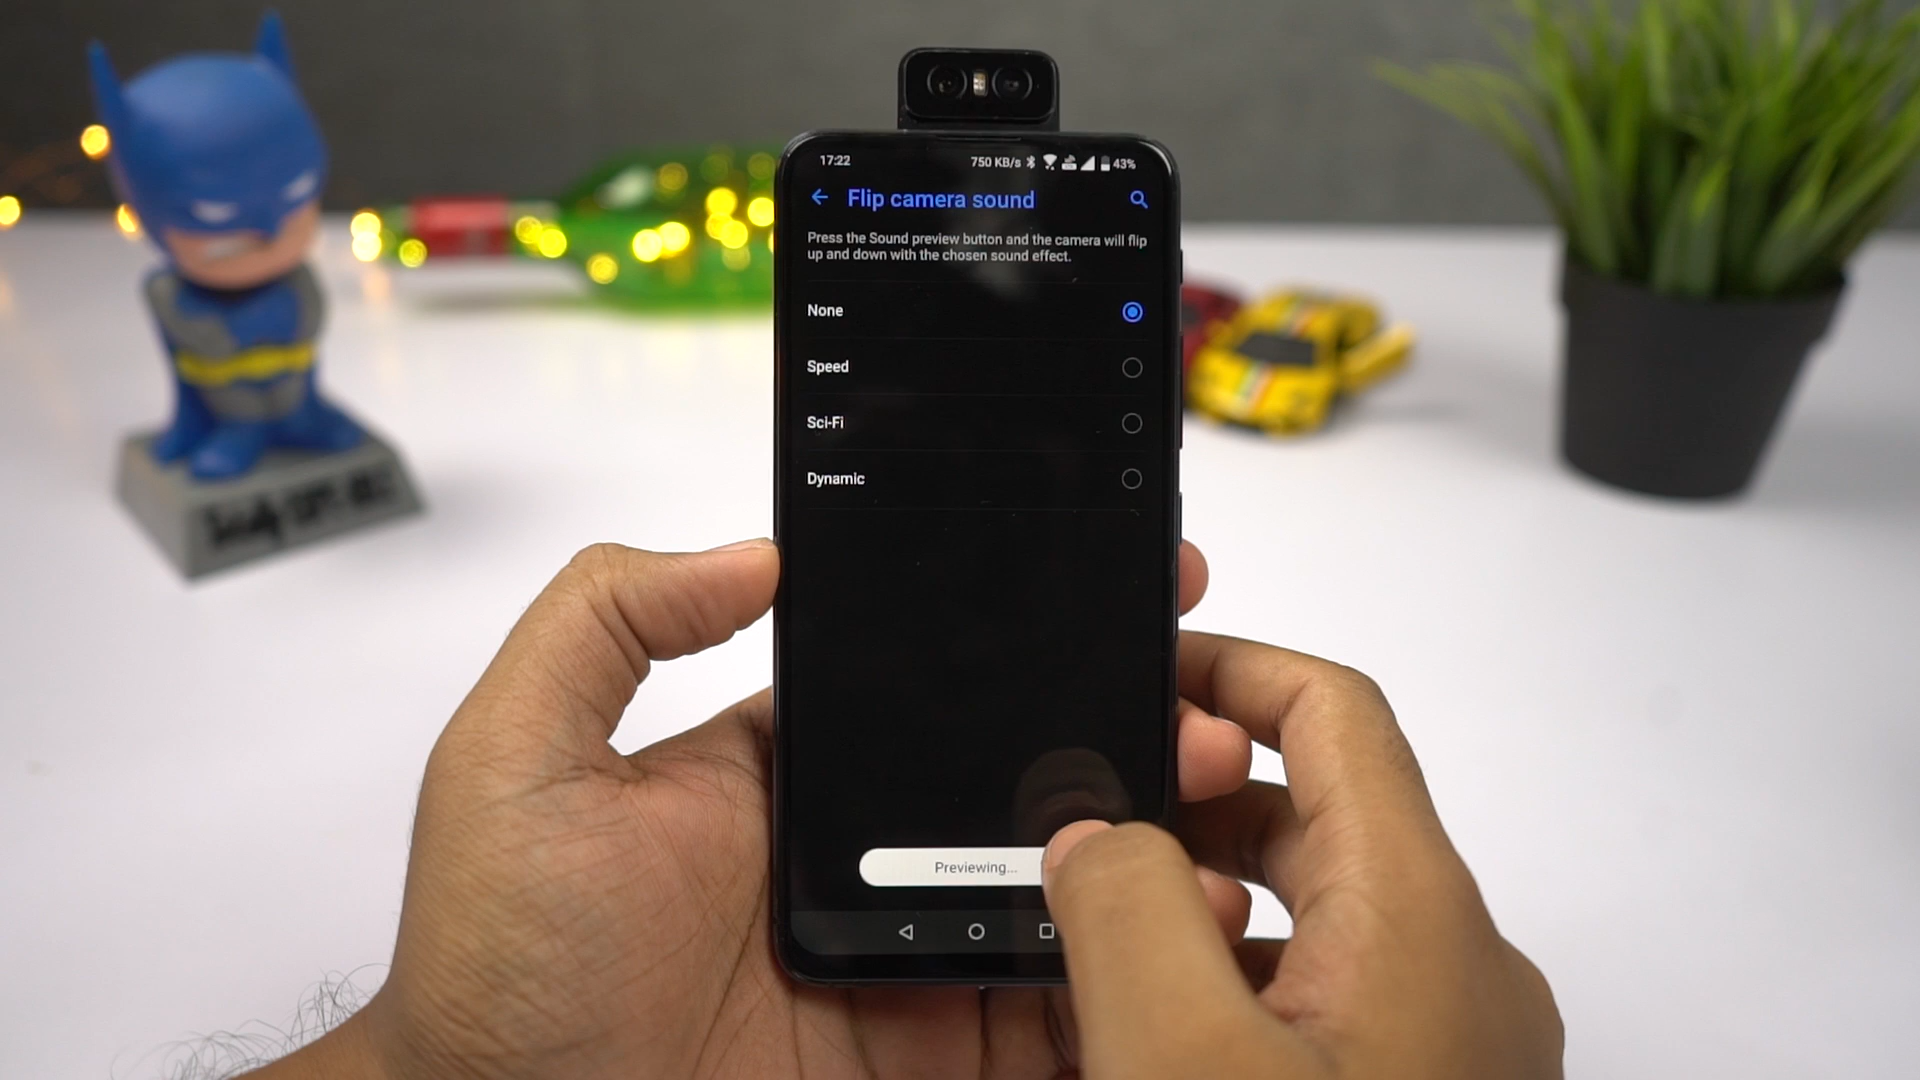 17:22
750 KB/s
43%
Flip camera sound
Press the Sound preview button and the camera will flip
up and down with the chosen sound effect.
None
Speed
Sci-Fi
Dynamic
Previewing...